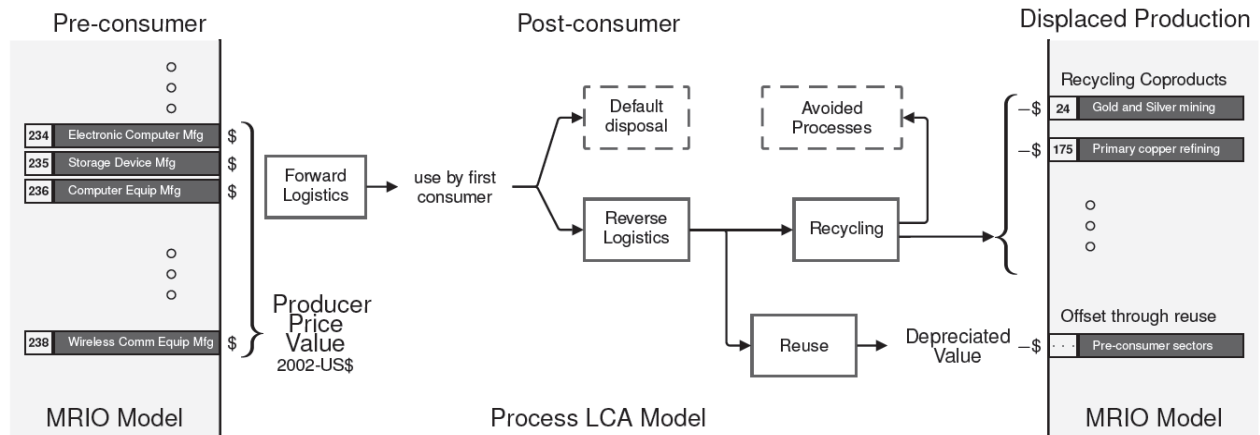 Pre-consumer
Post-consumer
Displaced Production
234 Electronic Computer Mfg $
235 Storage Device Mfg $
236 Computer Equip Mfg $
238 Wireless Comm Equip Mfg $
Producer
Price
Value
2002-US$
MRIO Model
Forward
Logistics
use by first
consumer
Default
disposal
Reverse
Logistics
Avoided
Processes
Recycling
Reuse
Depreciated
Value
Process LCA Model
Recycling Coproducts
–$ 24 Gold and Silver mining
–$ 175 Primary copper refining
Offset through reuse
–$ · · · Pre-consumer sectors
MRIO Model